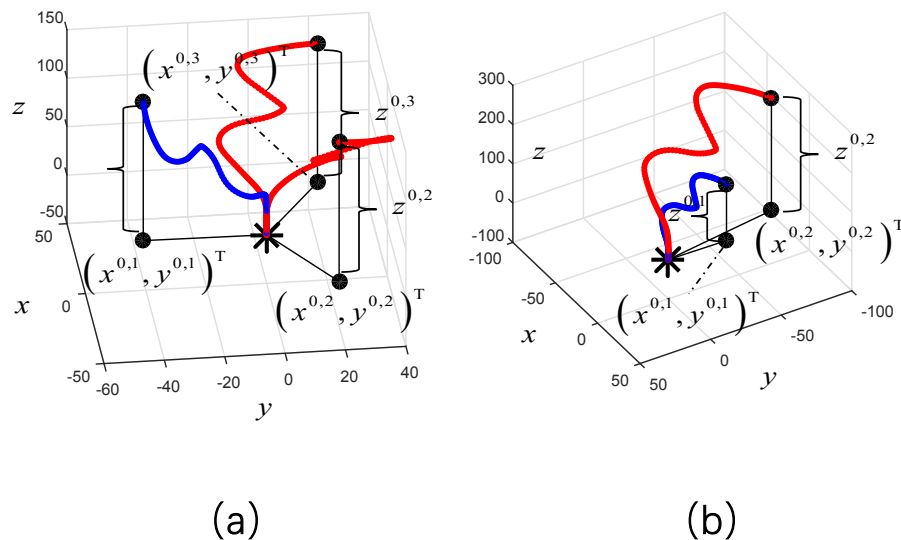 150
100
50
0
-50
z
50
0
-50
x
-60
-40
-20
0
20
40
y
(x^{0,3}, y^{0,3})^T
z^{0,3}
z^{0,2}
(x^{0,1}, y^{0,1})^T
(x^{0,2}, y^{0,2})^T
(a)
300
200
100
0
-100
z
-100
-50
0
50
x
50
0
-50
-100
y
z^{0,2}
z^{0,1}
(x^{0,2}, y^{0,2})^T
(x^{0,1}, y^{0,1})^T
(b)